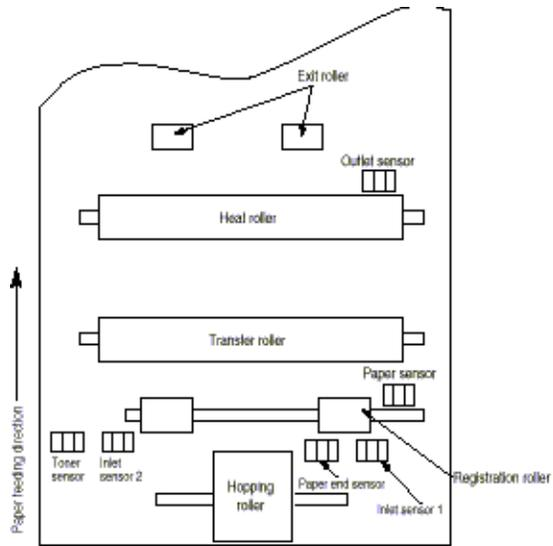 Exit roller
Outlet sensor
Heat roller
Transfer roller
Paper sensor
Toner
sensor
Inlet
sensor 2
Paper end sensor
Registration roller
Inlet sensor 1
Hopping
roller
Paper feeding direction